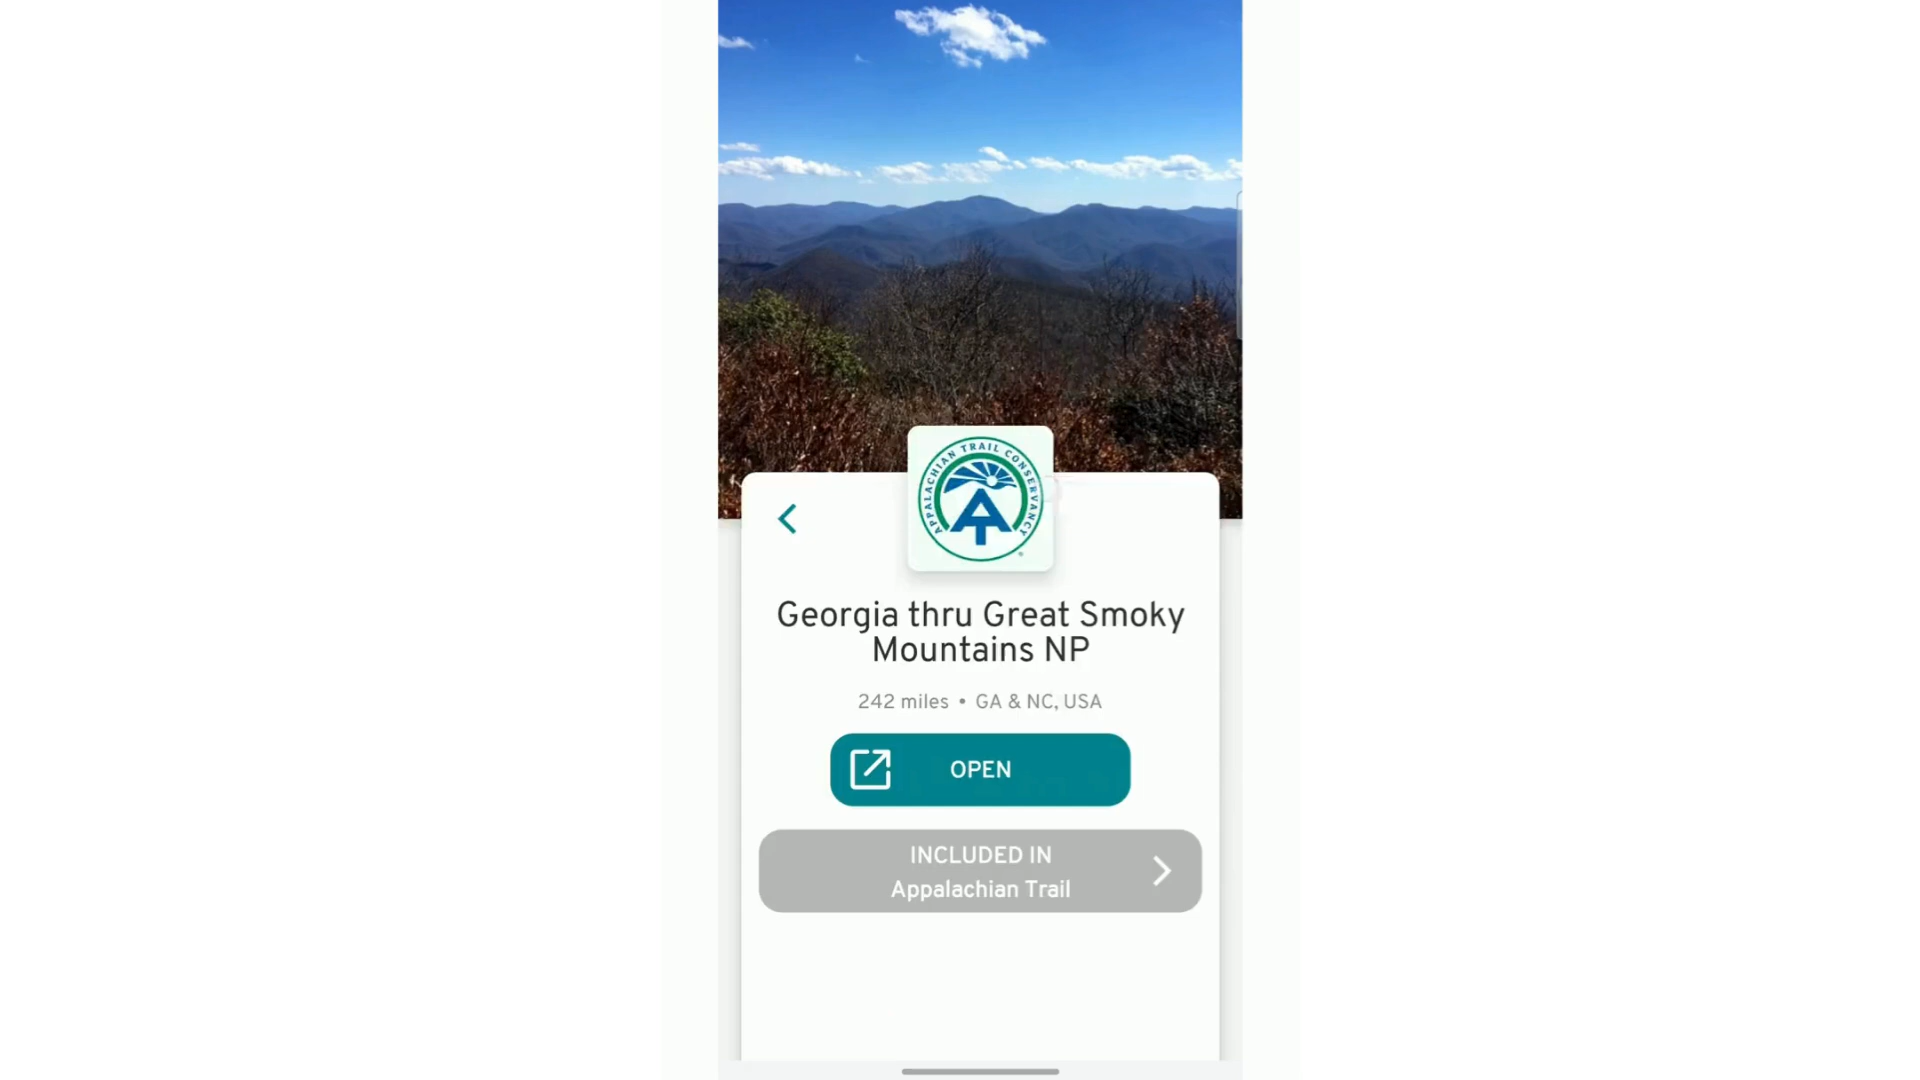 APPALACHIAN TRAIL CONSERVANCY
AT
®
Georgia thru Great Smoky
Mountains NP
242 miles • GA & NC, USA
OPEN
INCLUDED IN
Appalachian Trail